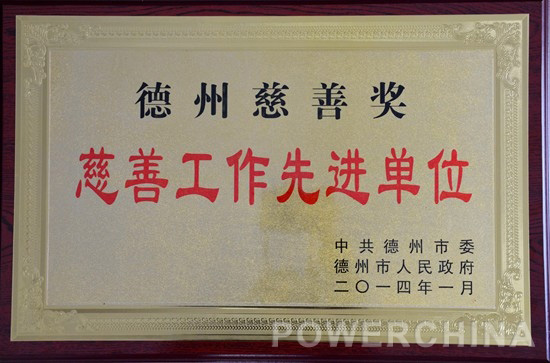 德州慈善奖
慈善工作先进单位
中共德州市委
德州市人民政府
二〇一四年一月
POWERCHINA